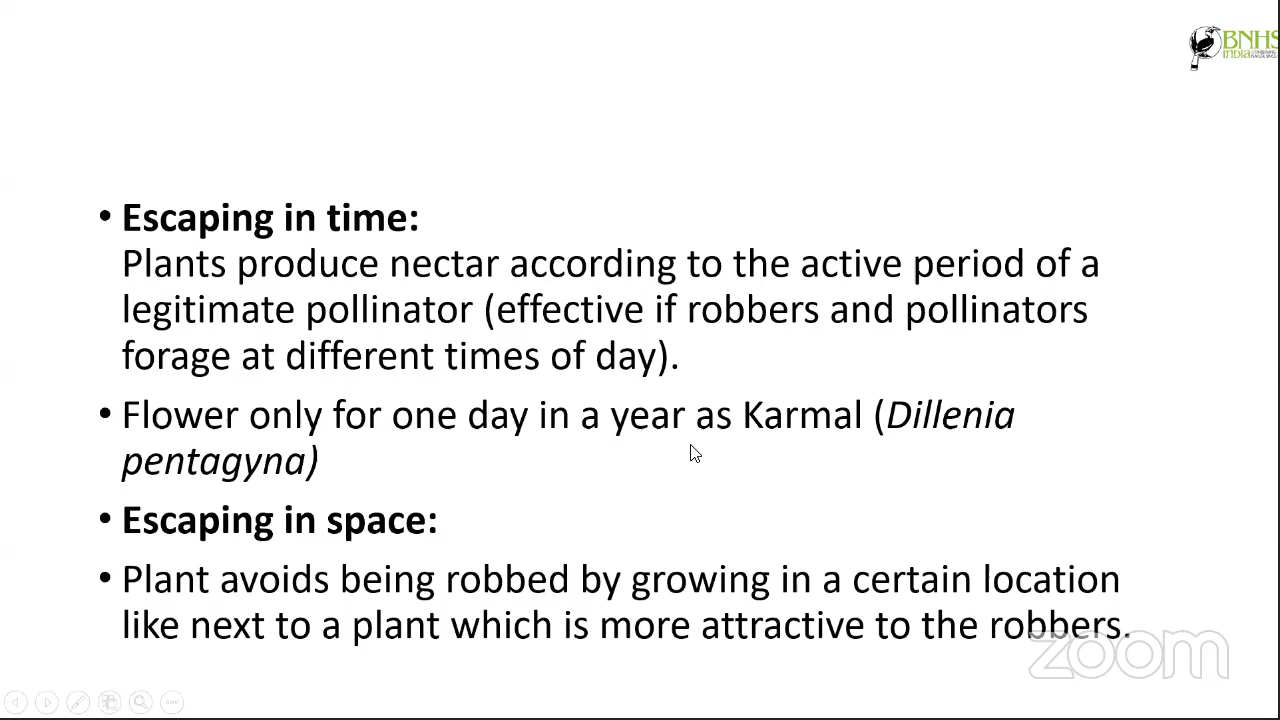 BNHS
INDIA
• Escaping in time:
Plants produce nectar according to the active period of a
legitimate pollinator (effective if robbers and pollinators
forage at different times of day).
• Flower only for one day in a year as Karmal (Dillenia
pentagyna)
• Escaping in space:
• Plant avoids being robbed by growing in a certain location
like next to a plant which is more attractive to the robbers.
zoom